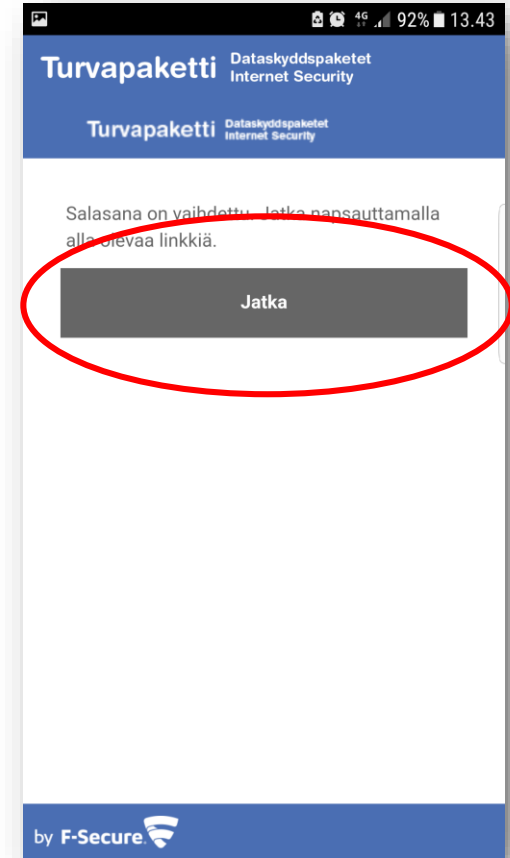 4G 92% 13.43
Turvapaketti Dataskyddspaketet
Internet Security
Turvapaketti Dataskyddspaketet
Internet Security
Salasana on vaihdettu. Jatka napsauttamalla
alla olevaa linkkiä.
Jatka
by F-Secure.